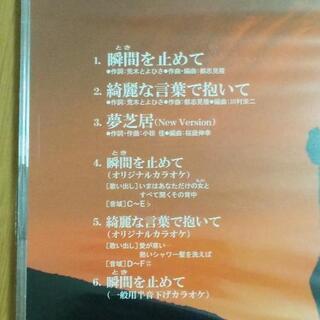 とき
1. 瞬間を止めて
●作詞:荒木とよひさ●作曲・編曲:都志見隆
2. 綺麗な言葉で抱いて
●作詞:荒木とよひさ●作曲:都志見隆●編曲:川村栄二
3. 夢芝居(New Version)
●作詞・作曲:小椋 佳●編曲:桜庭伸幸
とき
4. 瞬間を止めて
(オリジナルカラオケ)
[歌い出し]いまはあなただけの女と
すべて開くその背中
[音域]C〜E♭
5. 綺麗な言葉で抱いて
(オリジナルカラオケ)
[歌い出し]愛が寒い…
熱いシャワー髪を洗えば
[音域]D〜F♯
とき
6. 瞬間を止めて
(一般用半音下げカラオケ)